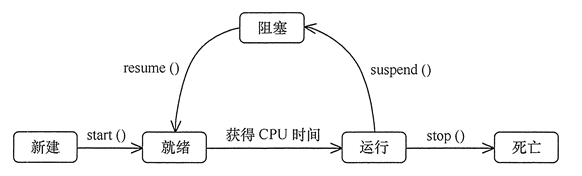 阻塞
resume ()
suspend ()
新建
start ()
就绪
获得 CPU 时间
运行
stop ()
死亡